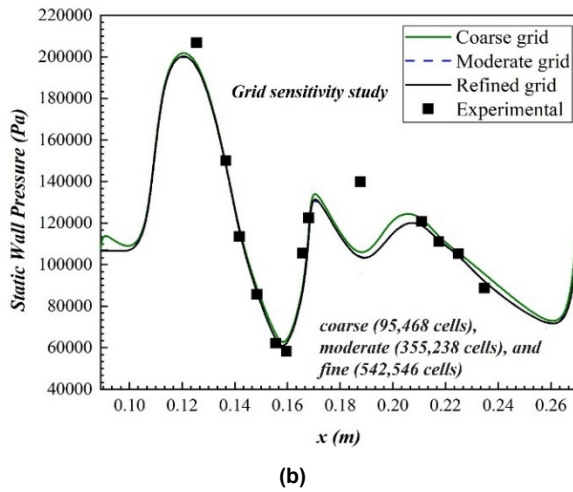 220000
200000
180000
160000
140000
120000
100000
80000
60000
40000
Static Wall Pressure (Pa)
Coarse grid
Moderate grid
Refined grid
Experimental
Grid sensitivity study
coarse (95,468 cells),
moderate (355,238 cells), and
fine (542,546 cells)
0.10 0.12 0.14 0.16 0.18 0.20 0.22 0.24 0.26
x (m)
(b)